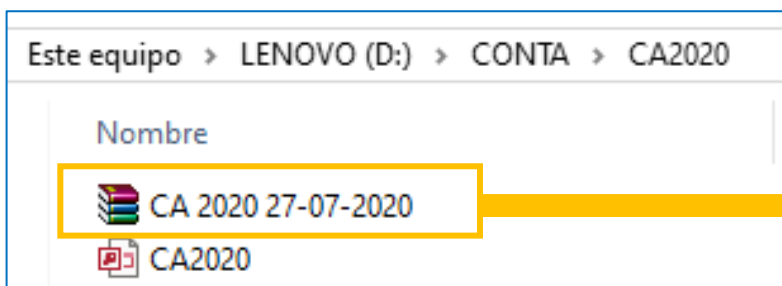 Este equipo > LENOVO (D:) > CONTA > CA2020
Nombre
CA 2020 27-07-2020
CA2020